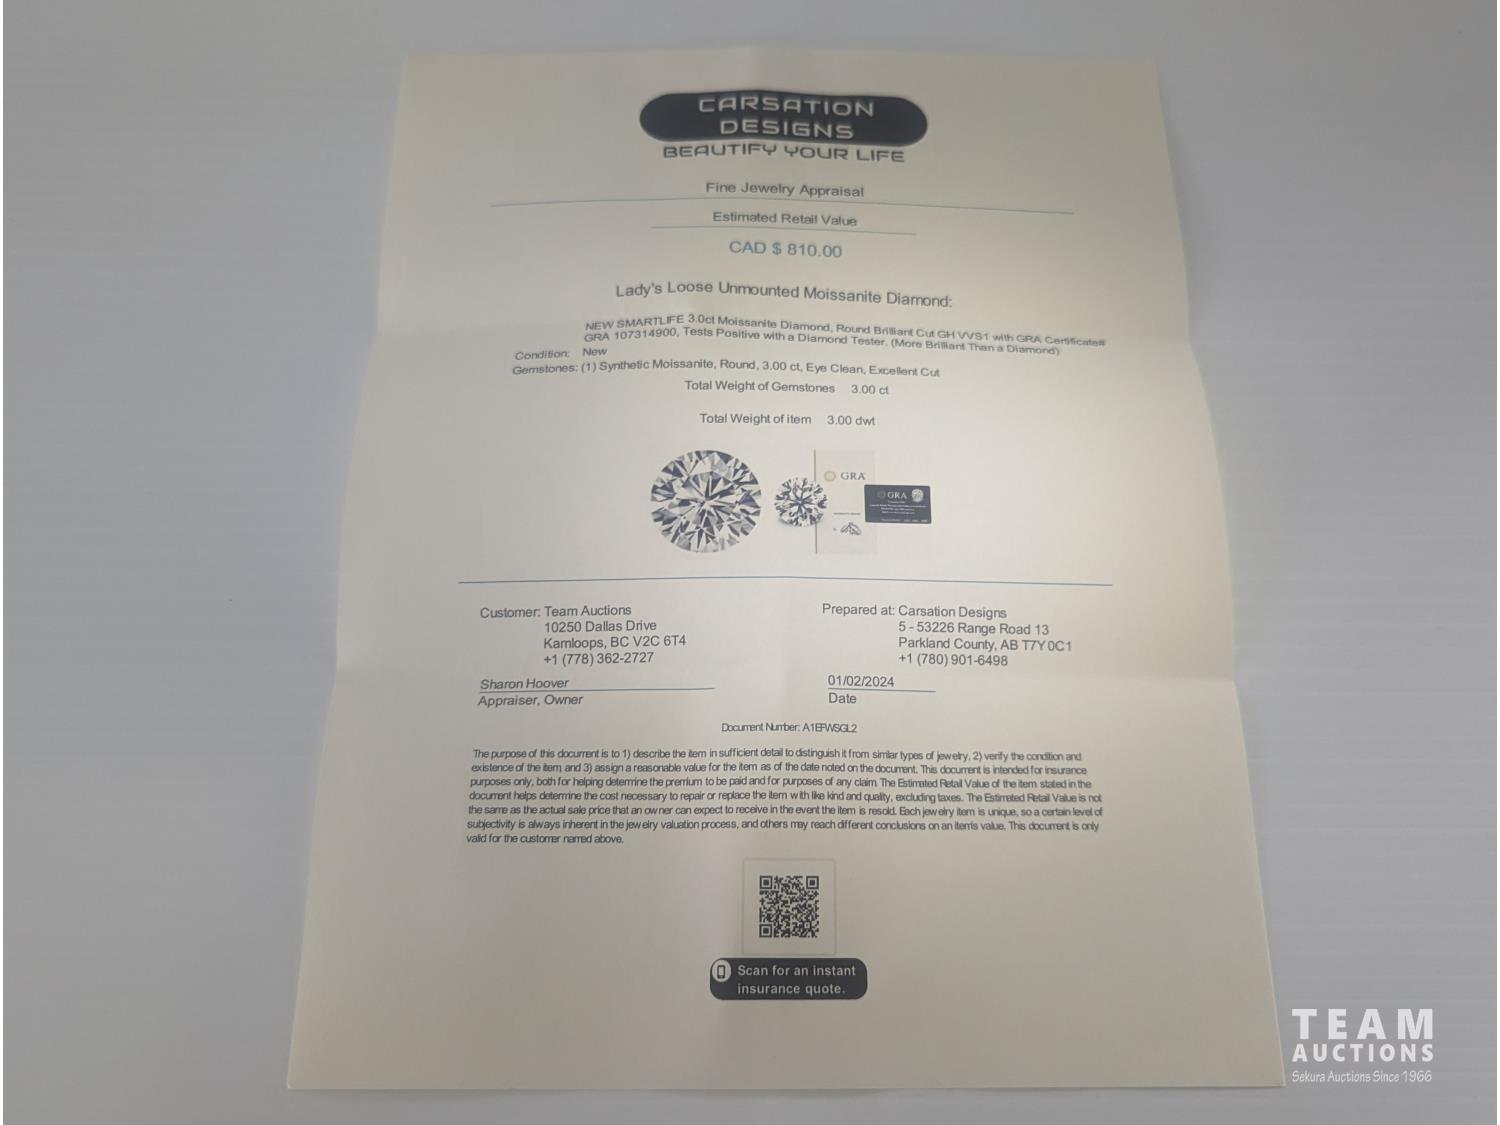 CARSATION
DESIGNS
BEAUTIFY YOUR LIFE
Fine Jewelry Appraisal
Estimated Retail Value
CAD $ 810.00
Lady's Loose Unmounted Moissanite Diamond:
NEW SMARTLIFE 3.0ct Moissanite Diamond, Round Brilliant Cut GH VVS1 with GRA Certificate#
GRA 107314900, Tests Positive with a Diamond Tester. (More Brilliant Than a Diamond)
Condition: New
Gemstones: (1) Synthetic Moissanite, Round, 3.00 ct, Eye Clean, Excellent Cut
Total Weight of Gemstones 3.00 ct
Total Weight of item 3.00 dwt
GRA
GRA
Customer: Team Auctions
10250 Dallas Drive
Kamloops, BC V2C 6T4
+1 (778) 362-2727
Prepared at: Carsation Designs
5 - 53226 Range Road 13
Parkland County, AB T7Y 0C1
+1 (780) 901-6498
Sharon Hoover
Appraiser, Owner
01/02/2024
Date
Document Number: A1EFWSGL2
The purpose of this document is to 1) describe the item in sufficient detail to distinguish it from similar types of jewelry, 2) verify the condition and
existence of the item, and 3) assign a reasonable value for the item as of the date noted on the document. This document is intended for insurance
purposes only, both for helping determine the premium to be paid and for purposes of any claim. The Estimated Retail Value of the item stated in the
document helps determine the cost necessary to repair or replace the item with like kind and quality, excluding taxes. The Estimated Retail Value is not
the same as the actual sale price that an owner can expect to receive in the event the item is resold. Each jewelry item is unique, so a certain level of
subjectivity is always inherent in the jewelry valuation process, and others may reach different conclusions on an item's value. This document is only
valid for the customer named above.
Scan for an instant
insurance quote.
TEAM
AUCTIONS
Sekura Auctions Since 1966